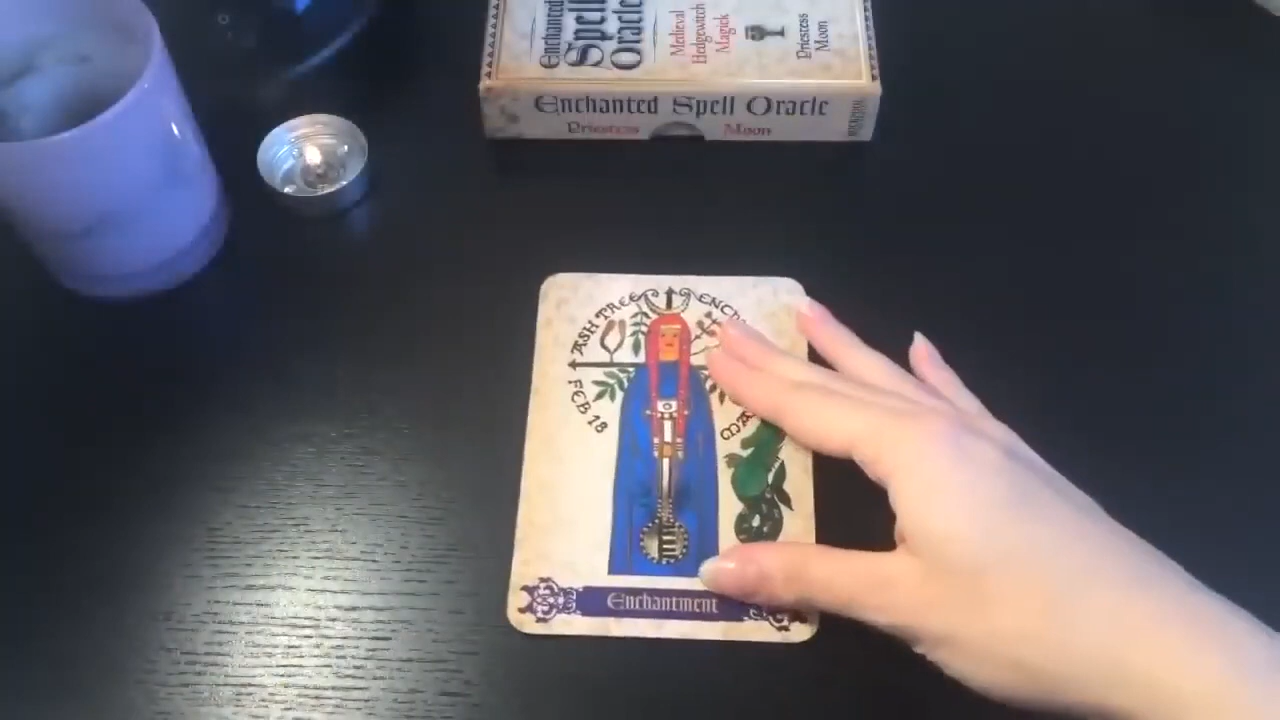 Enchanted
Spell
Oracle
Medieval
Hedgewitch
Magick
Priestess
Moon
Enchanted Spell Oracle
Priestess Moon
ASH TREE
FEB 18
Enchantment